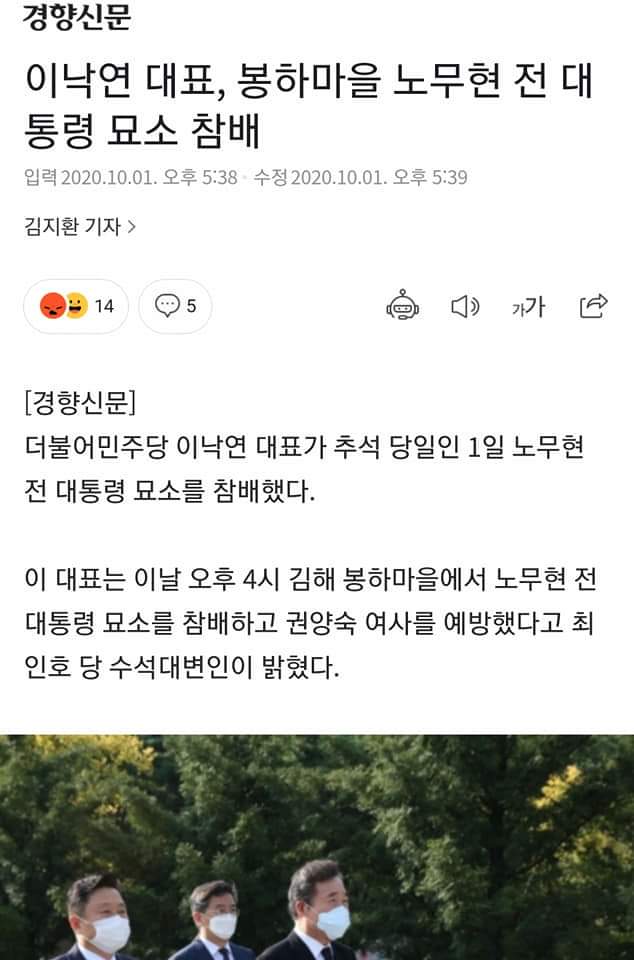 경향신문
이낙연 대표, 봉하마을 노무현 전 대
통령 묘소 참배
입력 2020.10.01. 오후 5:38 · 수정 2020.10.01. 오후 5:39
김지환 기자 >
14
5
가가
[경향신문]
더불어민주당 이낙연 대표가 추석 당일인 1일 노무현
전 대통령 묘소를 참배했다.
이 대표는 이날 오후 4시 김해 봉하마을에서 노무현 전
대통령 묘소를 참배하고 권양숙 여사를 예방했다고 최
인호 당 수석대변인이 밝혔다.